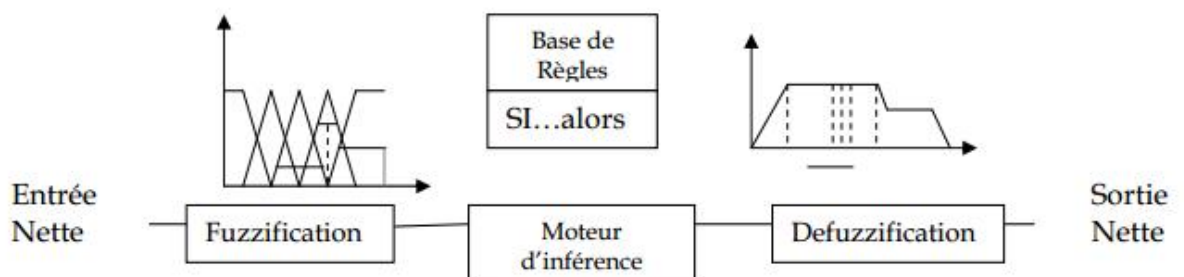 Base de
Règles
SI...alors
Entrée
Nette
Fuzzification
Moteur
d'inférence
Defuzzification
Sortie
Nette